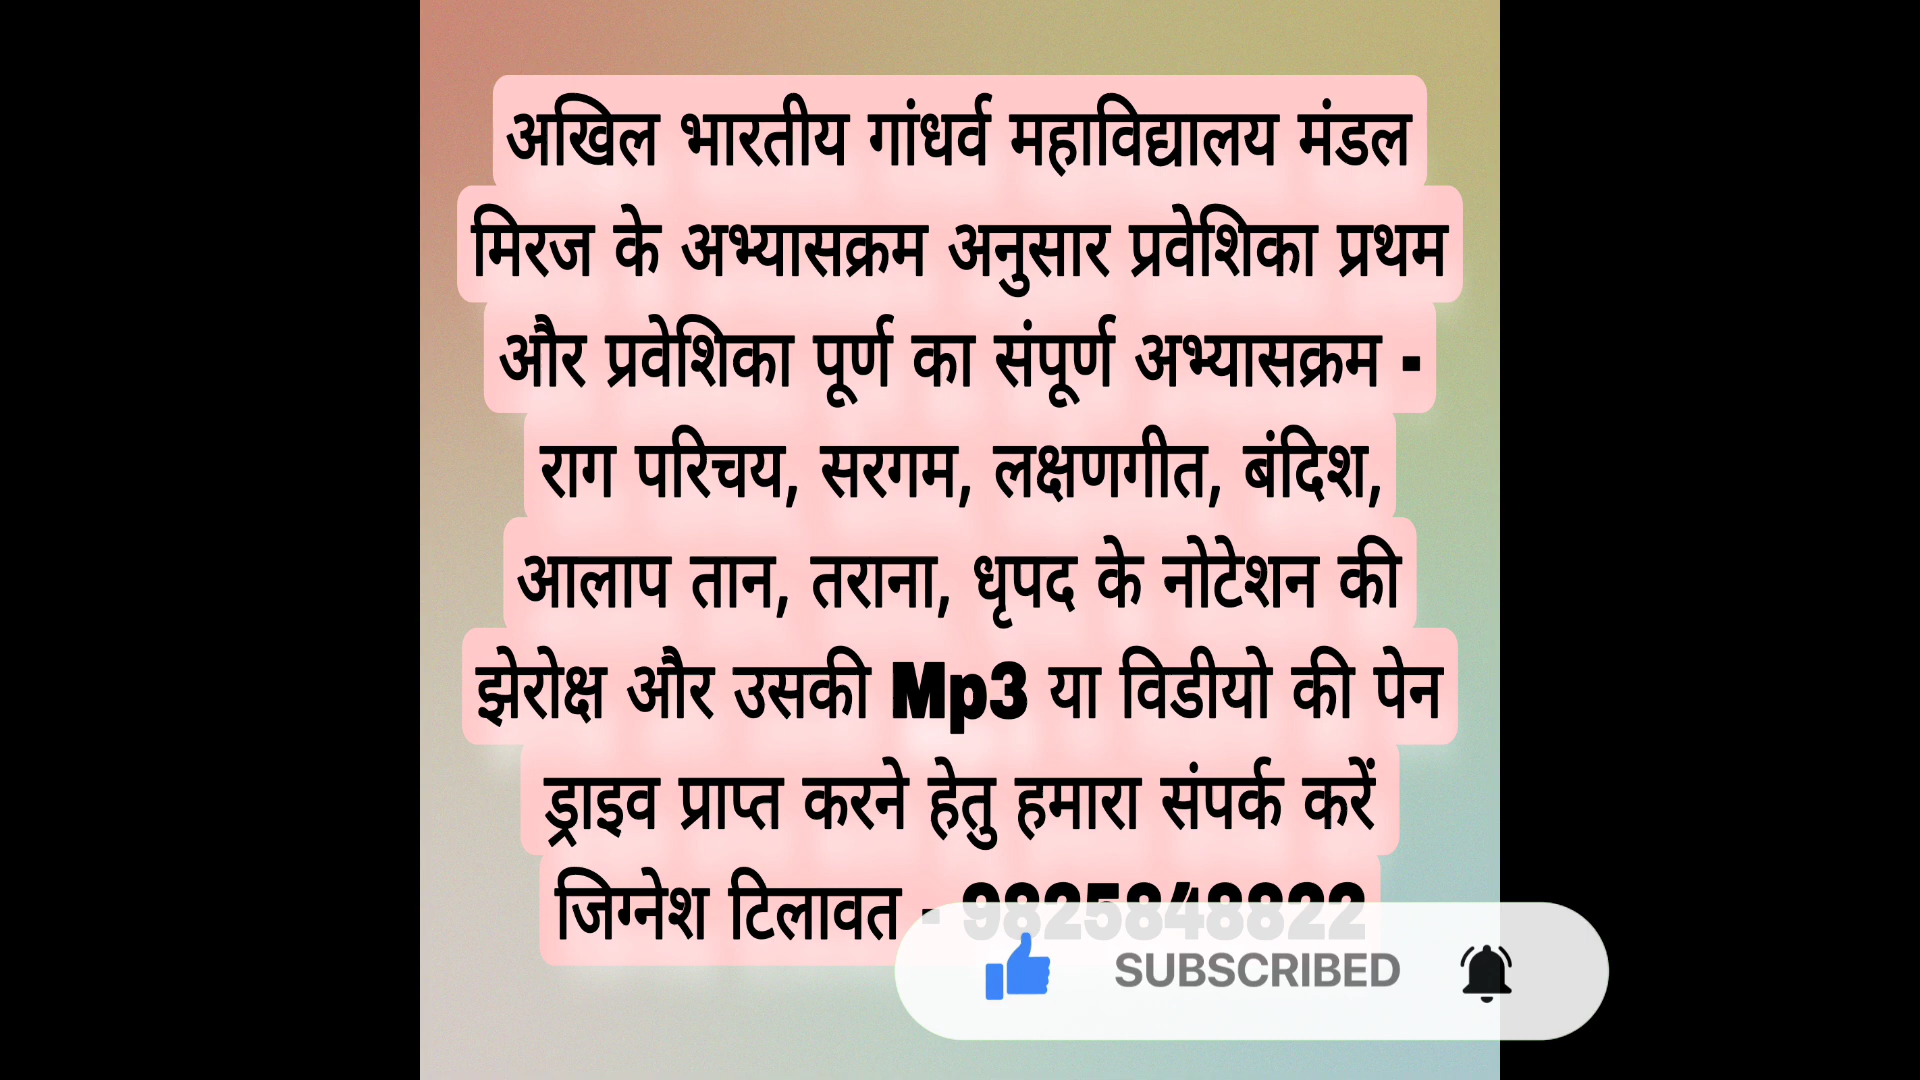 अखिल भारतीय गांधर्व महाविद्यालय मंडल
मिरज के अभ्यासक्रम अनुसार प्रवेशिका प्रथम
और प्रवेशिका पूर्ण का संपूर्ण अभ्यासक्रम -
राग परिचय, सरगम, लक्षणगीत, बंदिश,
आलाप तान, तराना, धृपद के नोटेशन की
झेरोक्ष और उसकी Mp3 या विडीयो की पेन
ड्राइव प्राप्त करने हेतु हमारा संपर्क करें
जिग्नेश टिलावत - 9825848822
SUBSCRIBED